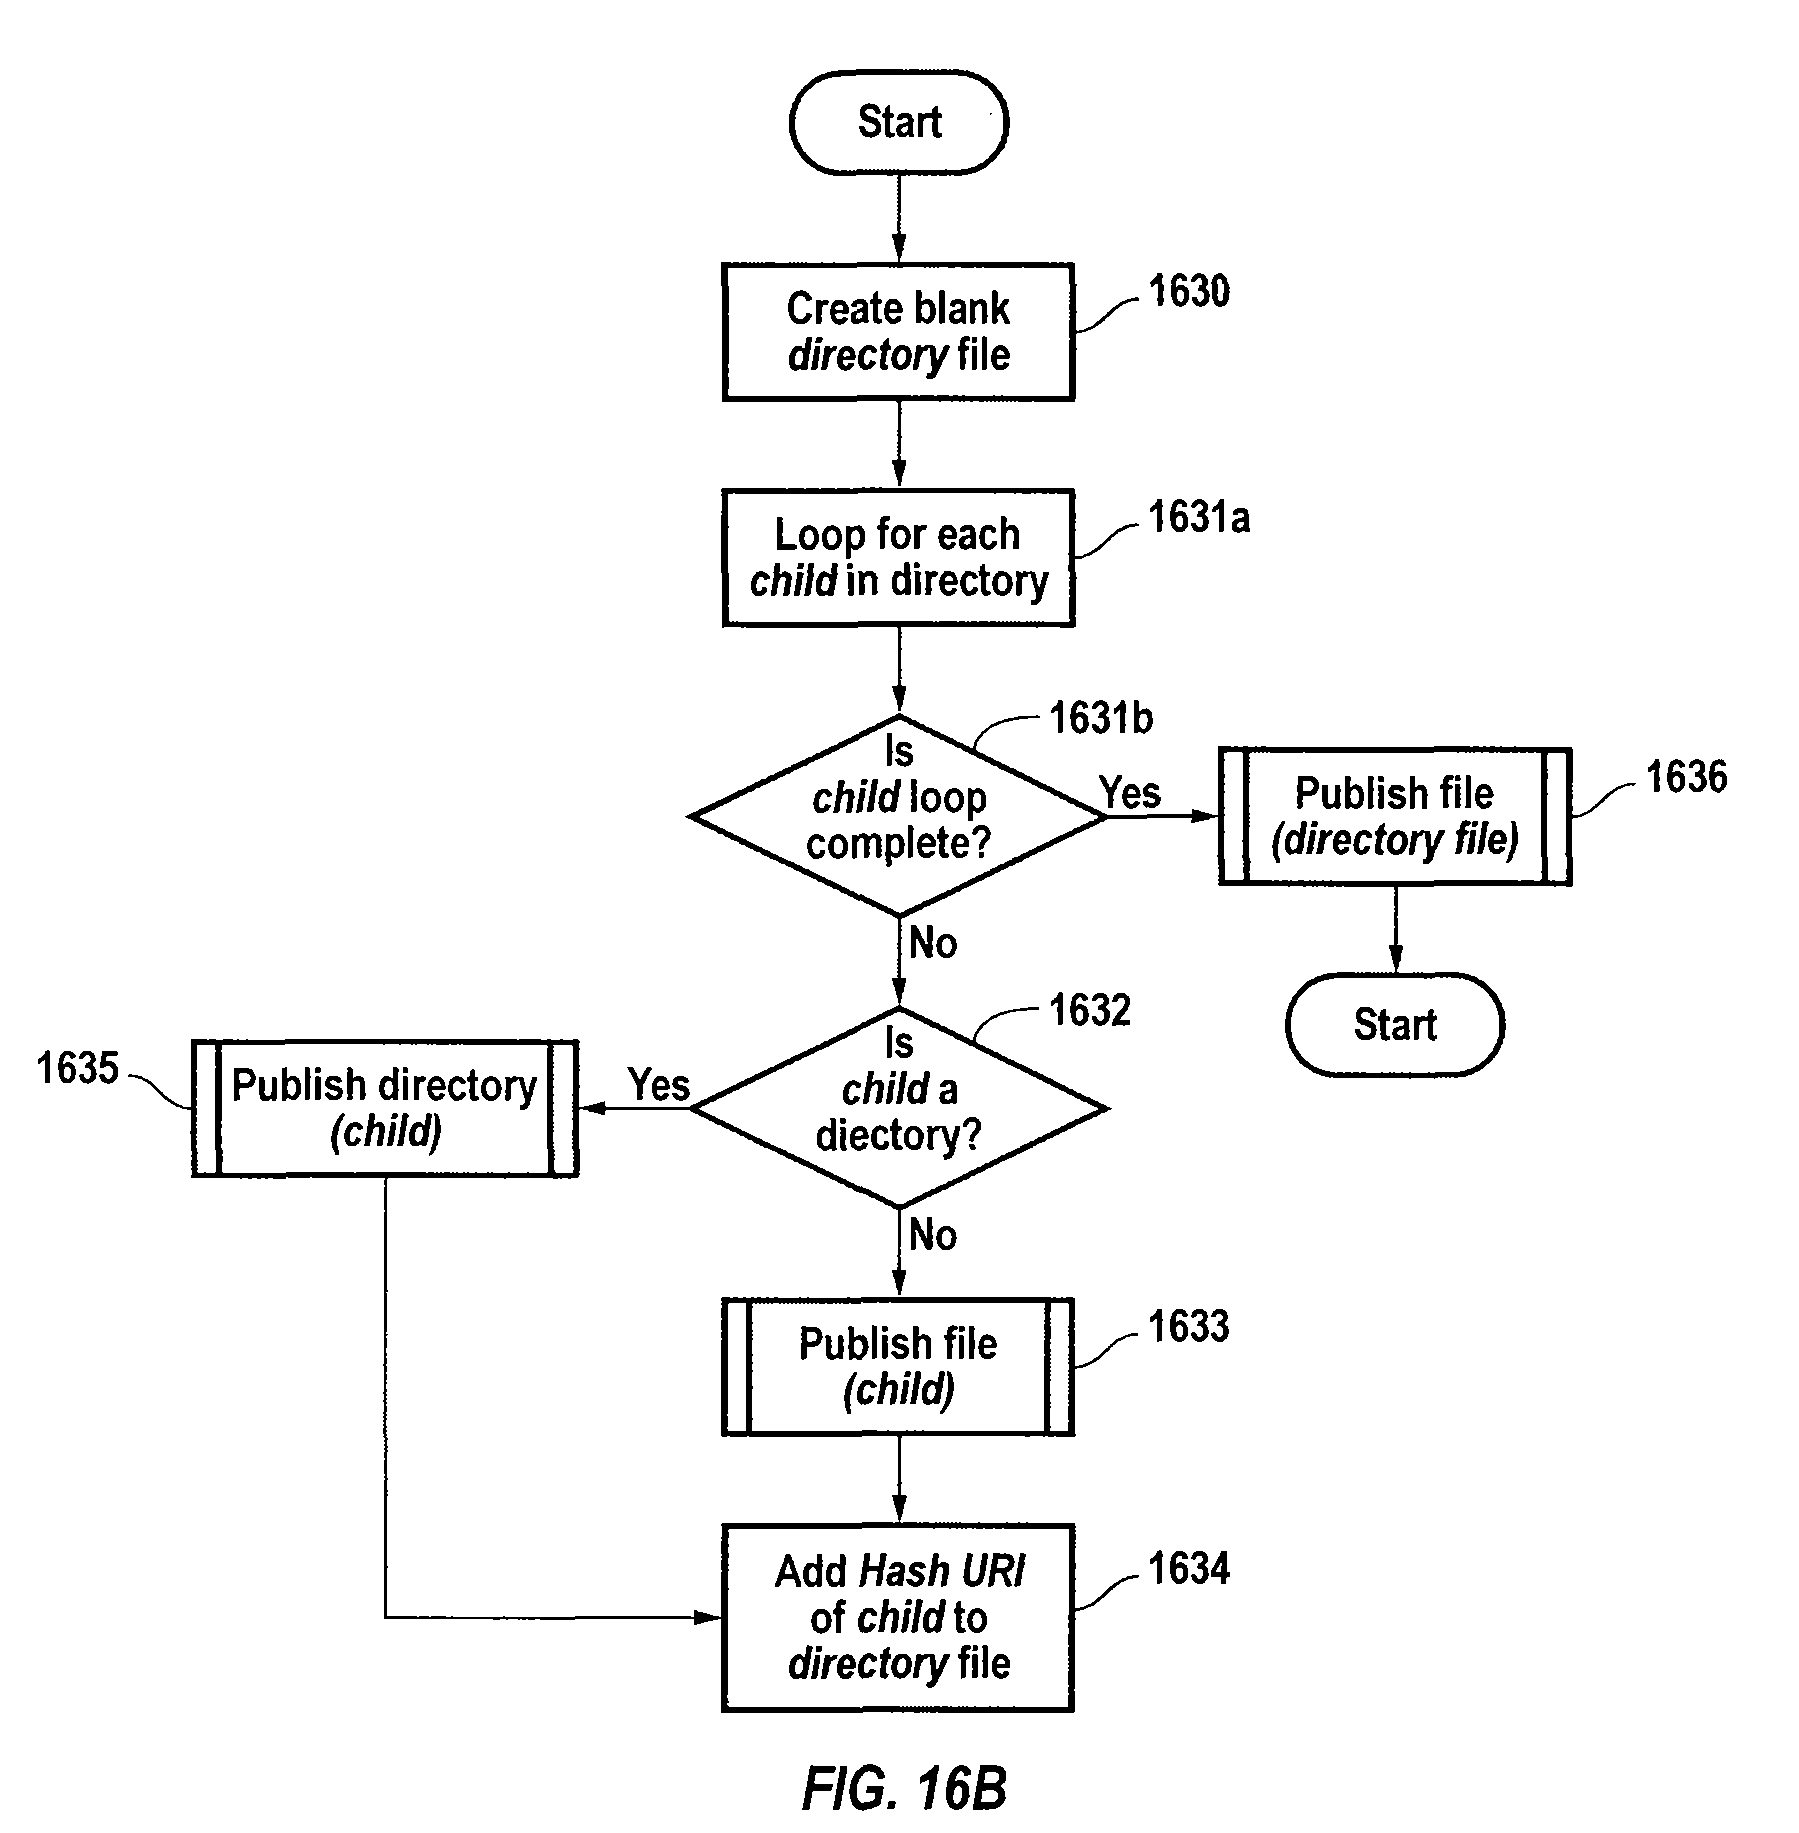 Start
Create blank
directory file
1630
Loop for each
child in directory
1631a
Is
child loop
complete?
1631b
Yes
Publish file
(directory file)
1636
Start
No
Is
child a
diectory?
1632
Yes
Publish directory
(child)
1635
No
Publish file
(child)
1633
Add Hash URI
of child to
directory file
1634
FIG. 16B